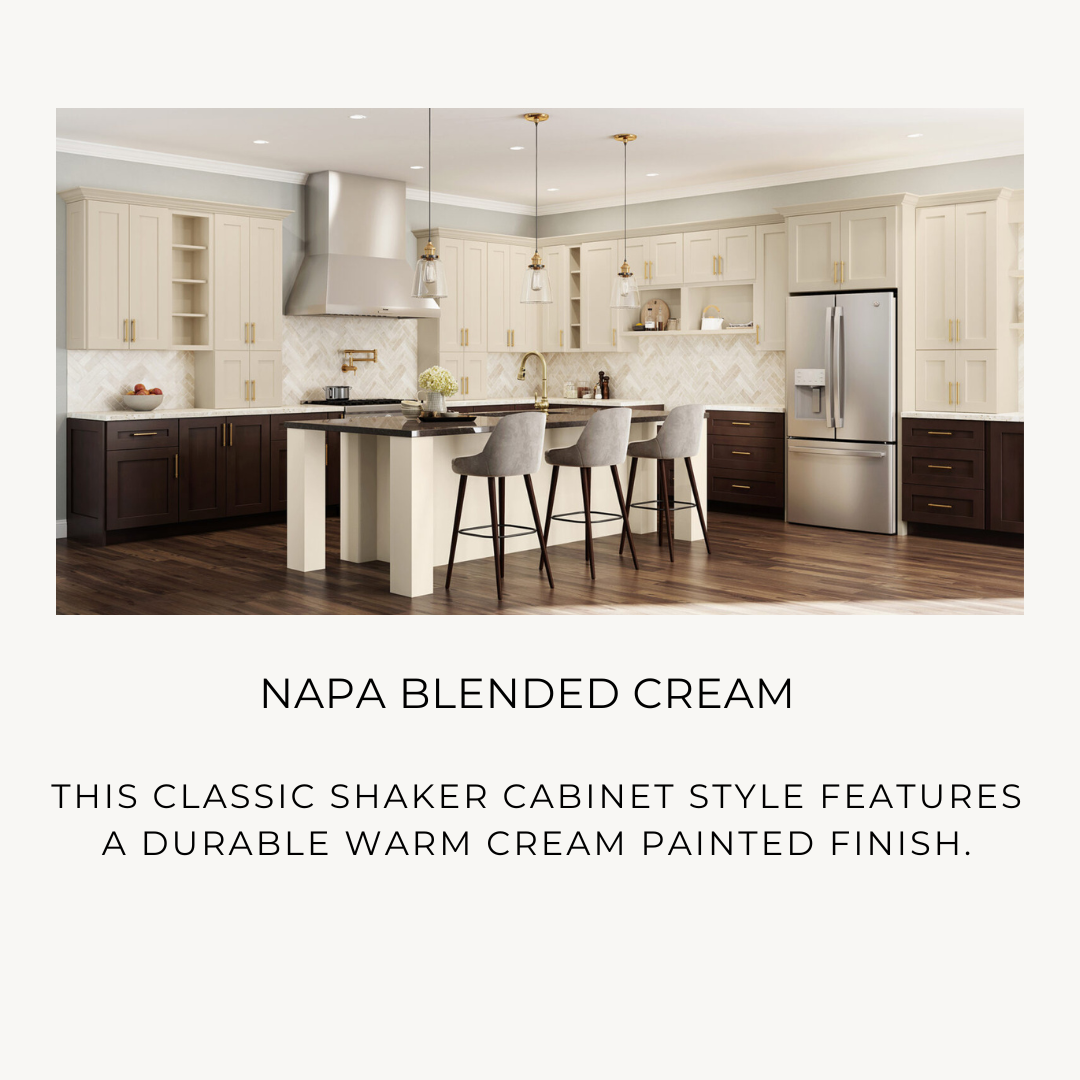 NAPA BLENDED CREAM
THIS CLASSIC SHAKER CABINET STYLE FEATURES
A DURABLE WARM CREAM PAINTED FINISH.